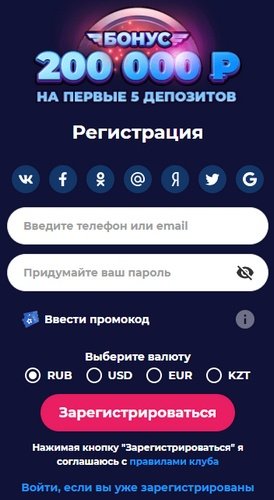 БОНУС
200 000 ₽
НА ПЕРВЫЕ 5 ДЕПОЗИТОВ
Регистрация
Введите телефон или email
Придумайте ваш пароль
Ввести промокод
Выберите валюту
RUB USD EUR KZT
Зарегистрироваться
Нажимая кнопку "Зарегистрироваться" я
соглашаюсь с правилами клуба
Войти, если вы уже зарегистрированы